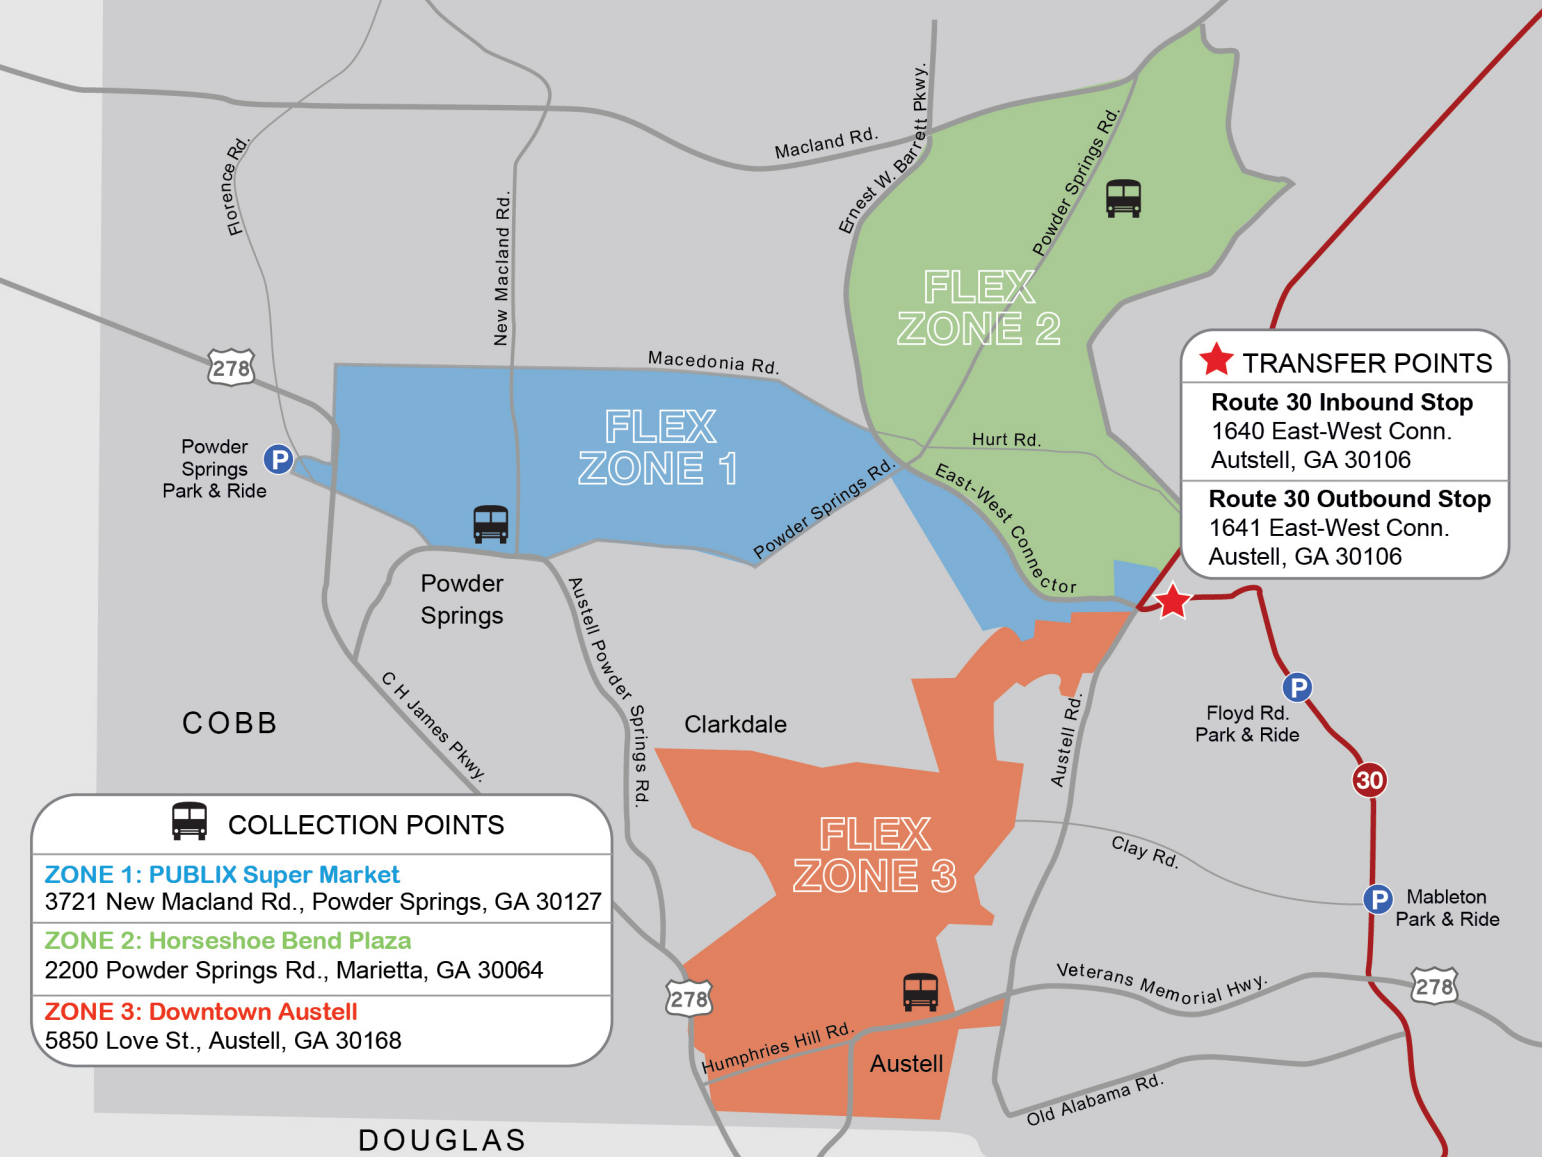 Florence Rd.
New Macland Rd.
Macland Rd.
Ernest W. Barrett Pkwy.
Powder Springs Rd.
FLEX
ZONE 2
278
Macedonia Rd.
FLEX
ZONE 1
Hurt Rd.
East-West Connector
Powder Springs Rd.
Powder
Springs
Park & Ride
P
TRANSFER POINTS
Route 30 Inbound Stop
1640 East-West Conn.
Autstell, GA 30106
Route 30 Outbound Stop
1641 East-West Conn.
Austell, GA 30106
Powder
Springs
Austell Powder Springs Rd.
C H James Pkwy.
COBB
Clarkdale
Austell Rd.
P
Floyd Rd.
Park & Ride
30
FLEX
ZONE 3
Clay Rd.
P
Mableton
Park & Ride
COLLECTION POINTS
ZONE 1: PUBLIX Super Market
3721 New Macland Rd., Powder Springs, GA 30127
ZONE 2: Horseshoe Bend Plaza
2200 Powder Springs Rd., Marietta, GA 30064
ZONE 3: Downtown Austell
5850 Love St., Austell, GA 30168
278
Veterans Memorial Hwy.
278
Humphries Hill Rd.
Austell
Old Alabama Rd.
DOUGLAS